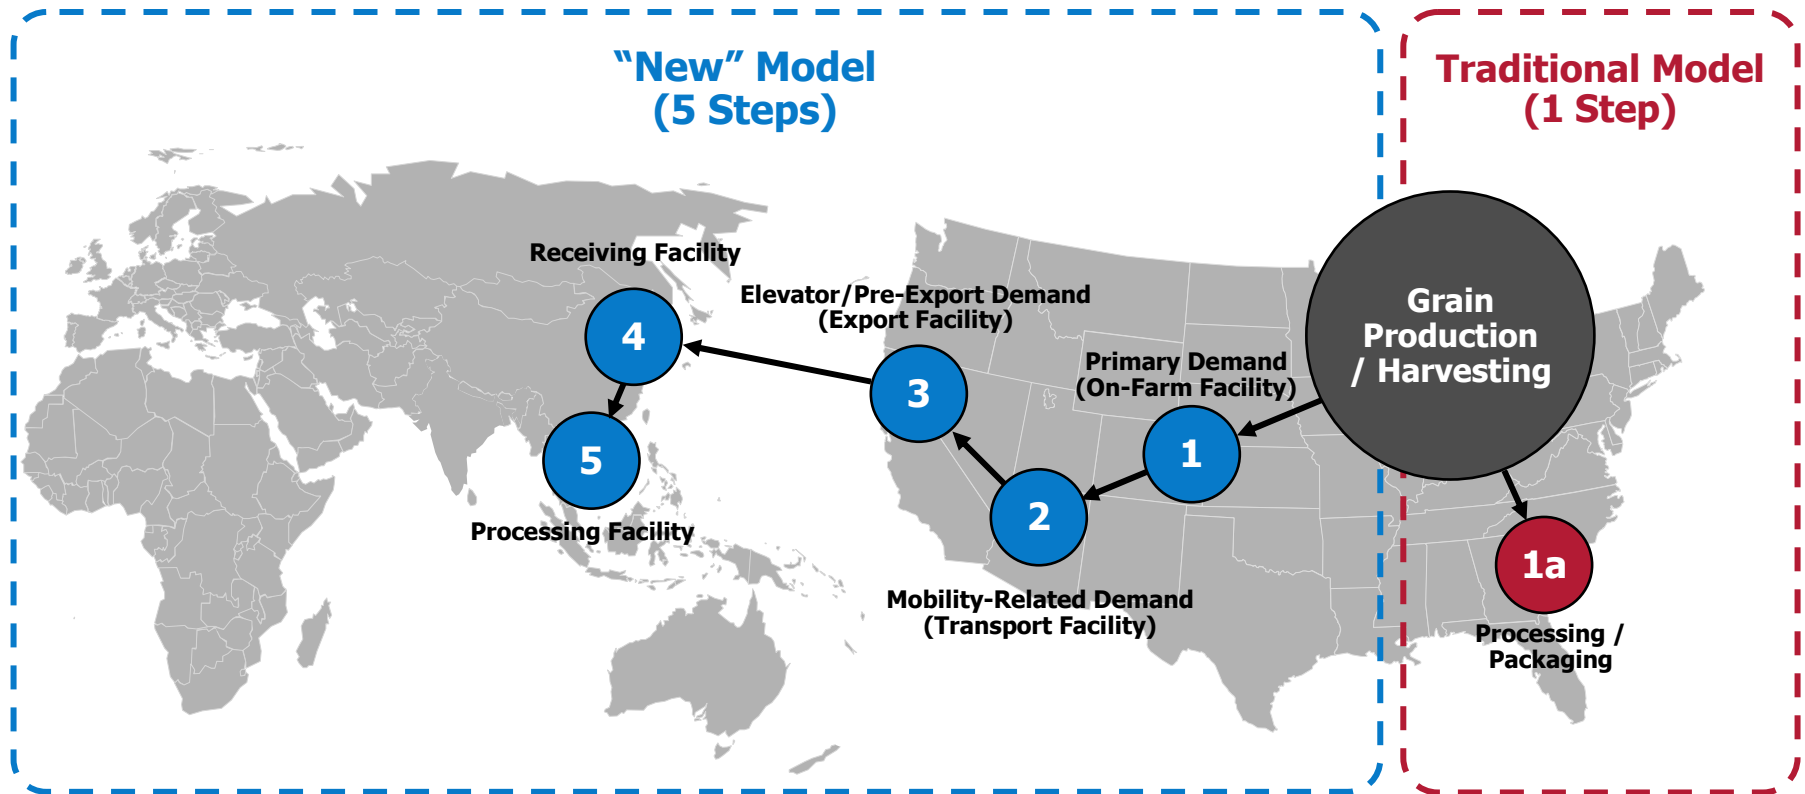 “New” Model
(5 Steps)
Traditional Model
(1 Step)
Receiving Facility
4
Elevator/Pre-Export Demand
(Export Facility)
3
Primary Demand
(On-Farm Facility)
1
Grain
Production
/ Harvesting
5
Processing Facility
2
Mobility-Related Demand
(Transport Facility)
1a
Processing /
Packaging